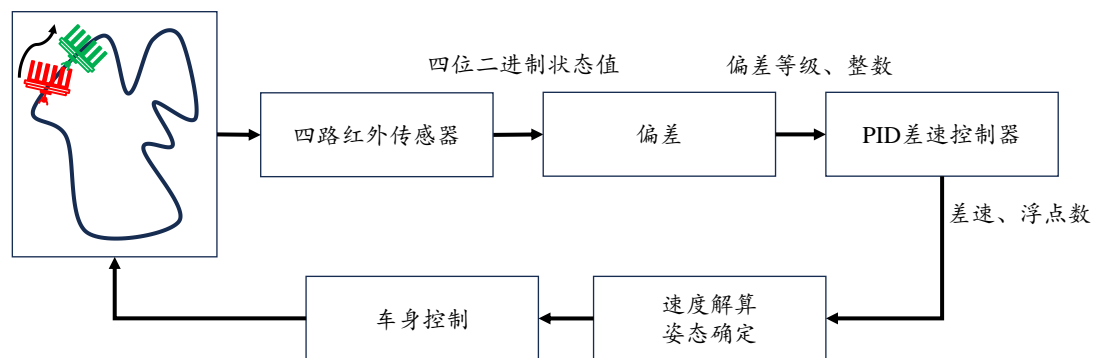 四位二进制状态值
偏差等级、整数
四路红外传感器
偏差
PID差速控制器
差速、浮点数
车身控制
速度解算
姿态确定